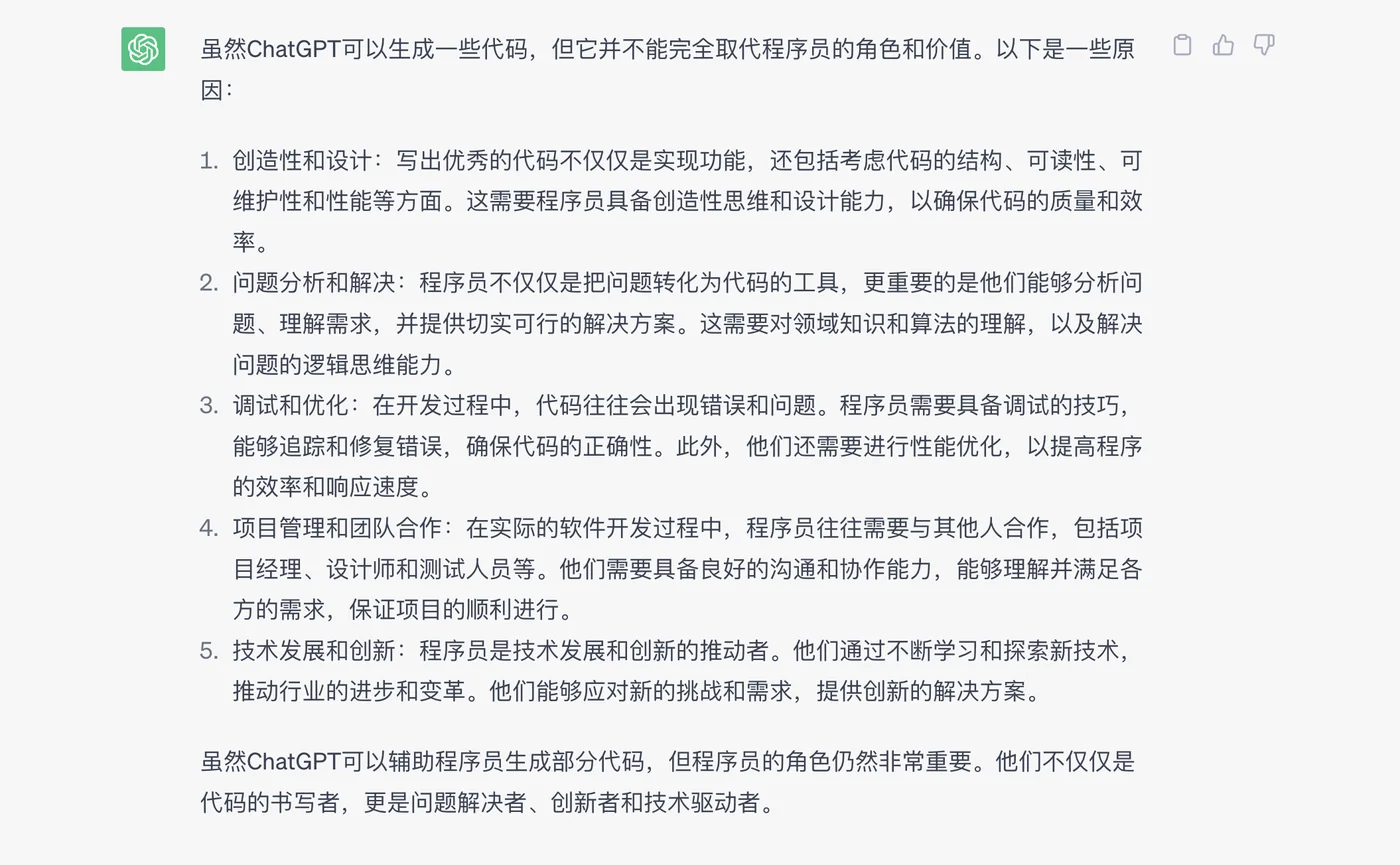 虽然ChatGPT可以生成一些代码，但它并不能完全取代程序员的角色和价值。以下是一些原
因：
1. 创造性和设计：写出优秀的代码不仅仅是实现功能，还包括考虑代码的结构、可读性、可
维护性和性能等方面。这需要程序员具备创造性思维和设计能力，以确保代码的质量和效
率。
2. 问题分析和解决：程序员不仅仅是把问题转化为代码的工具，更重要的是他们能够分析问
题、理解需求，并提供切实可行的解决方案。这需要对领域知识和算法的理解，以及解决
问题的逻辑思维能力。
3. 调试和优化：在开发过程中，代码往往会出现错误和问题。程序员需要具备调试的技巧，
能够追踪和修复错误，确保代码的正确性。此外，他们还需要进行性能优化，以提高程序
的效率和响应速度。
4. 项目管理和团队合作：在实际的软件开发过程中，程序员往往需要与其他人合作，包括项
目经理、设计师和测试人员等。他们需要具备良好的沟通和协作能力，能够理解并满足各
方的需求，保证项目的顺利进行。
5. 技术发展和创新：程序员是技术发展和创新的推动者。他们通过不断学习和探索新技术，
推动行业的进步和变革。他们能够应对新的挑战和需求，提供创新的解决方案。
虽然ChatGPT可以辅助程序员生成部分代码，但程序员的角色仍然非常重要。他们不仅仅是
代码的书写者，更是问题解决者、创新者和技术驱动者。